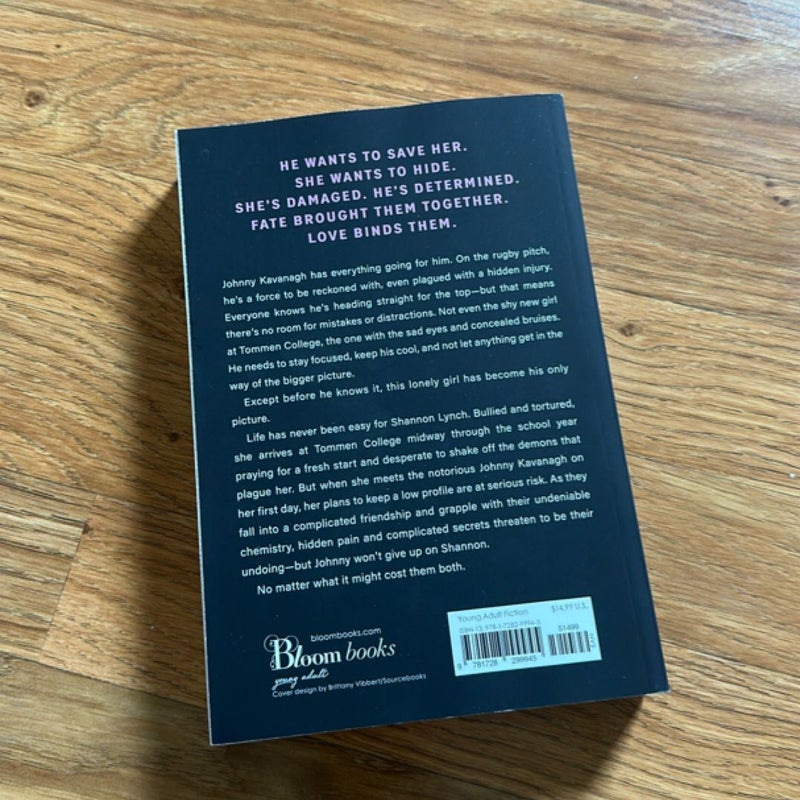 HE WANTS TO SAVE HER.
SHE WANTS TO HIDE.
SHE'S DAMAGED. HE'S DETERMINED.
FATE BROUGHT THEM TOGETHER.
LOVE BINDS THEM.
Johnny Kavanagh has everything going for him. On the rugby pitch,
he's a force to be reckoned with, even plagued with a hidden injury.
Everyone knows he's heading straight for the top—but that means
there's no room for mistakes or distractions. Not even the shy new girl
at Tommen College, the one with the sad eyes and concealed bruises.
He needs to stay focused, keep his cool, and not let anything get in the
way of the bigger picture.
Except before he knows it, this lonely girl has become his only
picture.
Life has never been easy for Shannon Lynch. Bullied and tortured,
she arrives at Tommen College midway through the school year
praying for a fresh start and desperate to shake off the demons that
plague her. But when she meets the notorious Johnny Kavanagh on
her first day, her plans to keep a low profile are at serious risk. As they
fall into a complicated friendship and grapple with their undeniable
chemistry, hidden pain and complicated secrets threaten to be their
undoing—but Johnny won't give up on Shannon.
No matter what it might cost them both.
bloombooks.com
Bloom books
young adult
Cover design by Brittany Vibbert/Sourcebooks
Young Adult Fiction $14.99 U.S.
ISBN-13: 978-1-7282-9994-5
51499
9 781728 299945